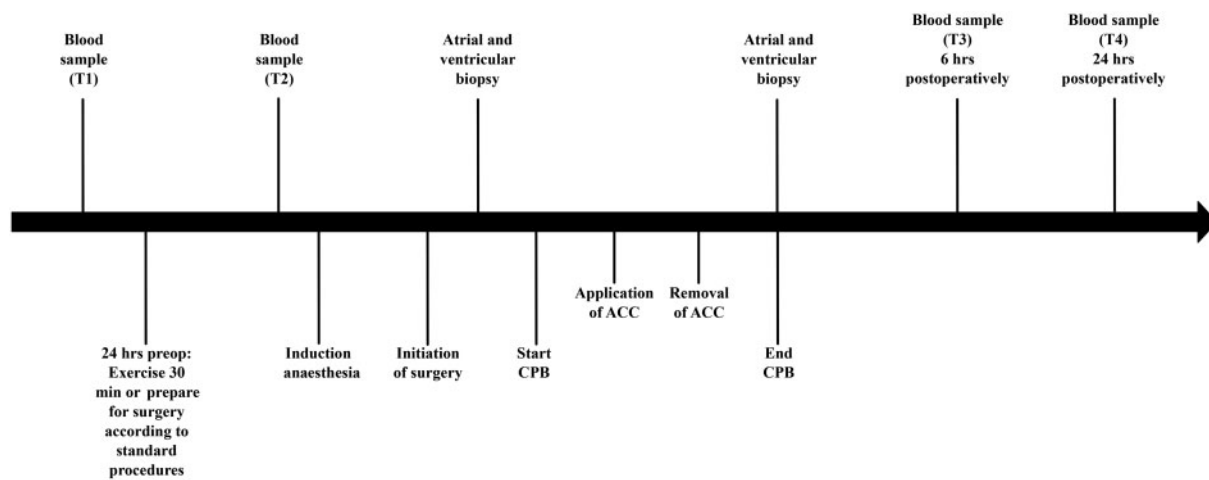 Blood
sample
(T1)
Blood
sample
(T2)
Atrial and
ventricular
biopsy
Atrial and
ventricular
biopsy
Blood sample
(T3)
6 hrs
postoperatively
Blood sample
(T4)
24 hrs
postoperatively
24 hrs preop:
Exercise 30
min or prepare
for surgery
according to
standard
procedures
Induction
anaesthesia
Initiation
of surgery
Start
CPB
Application
of ACC
Removal
of ACC
End
CPB